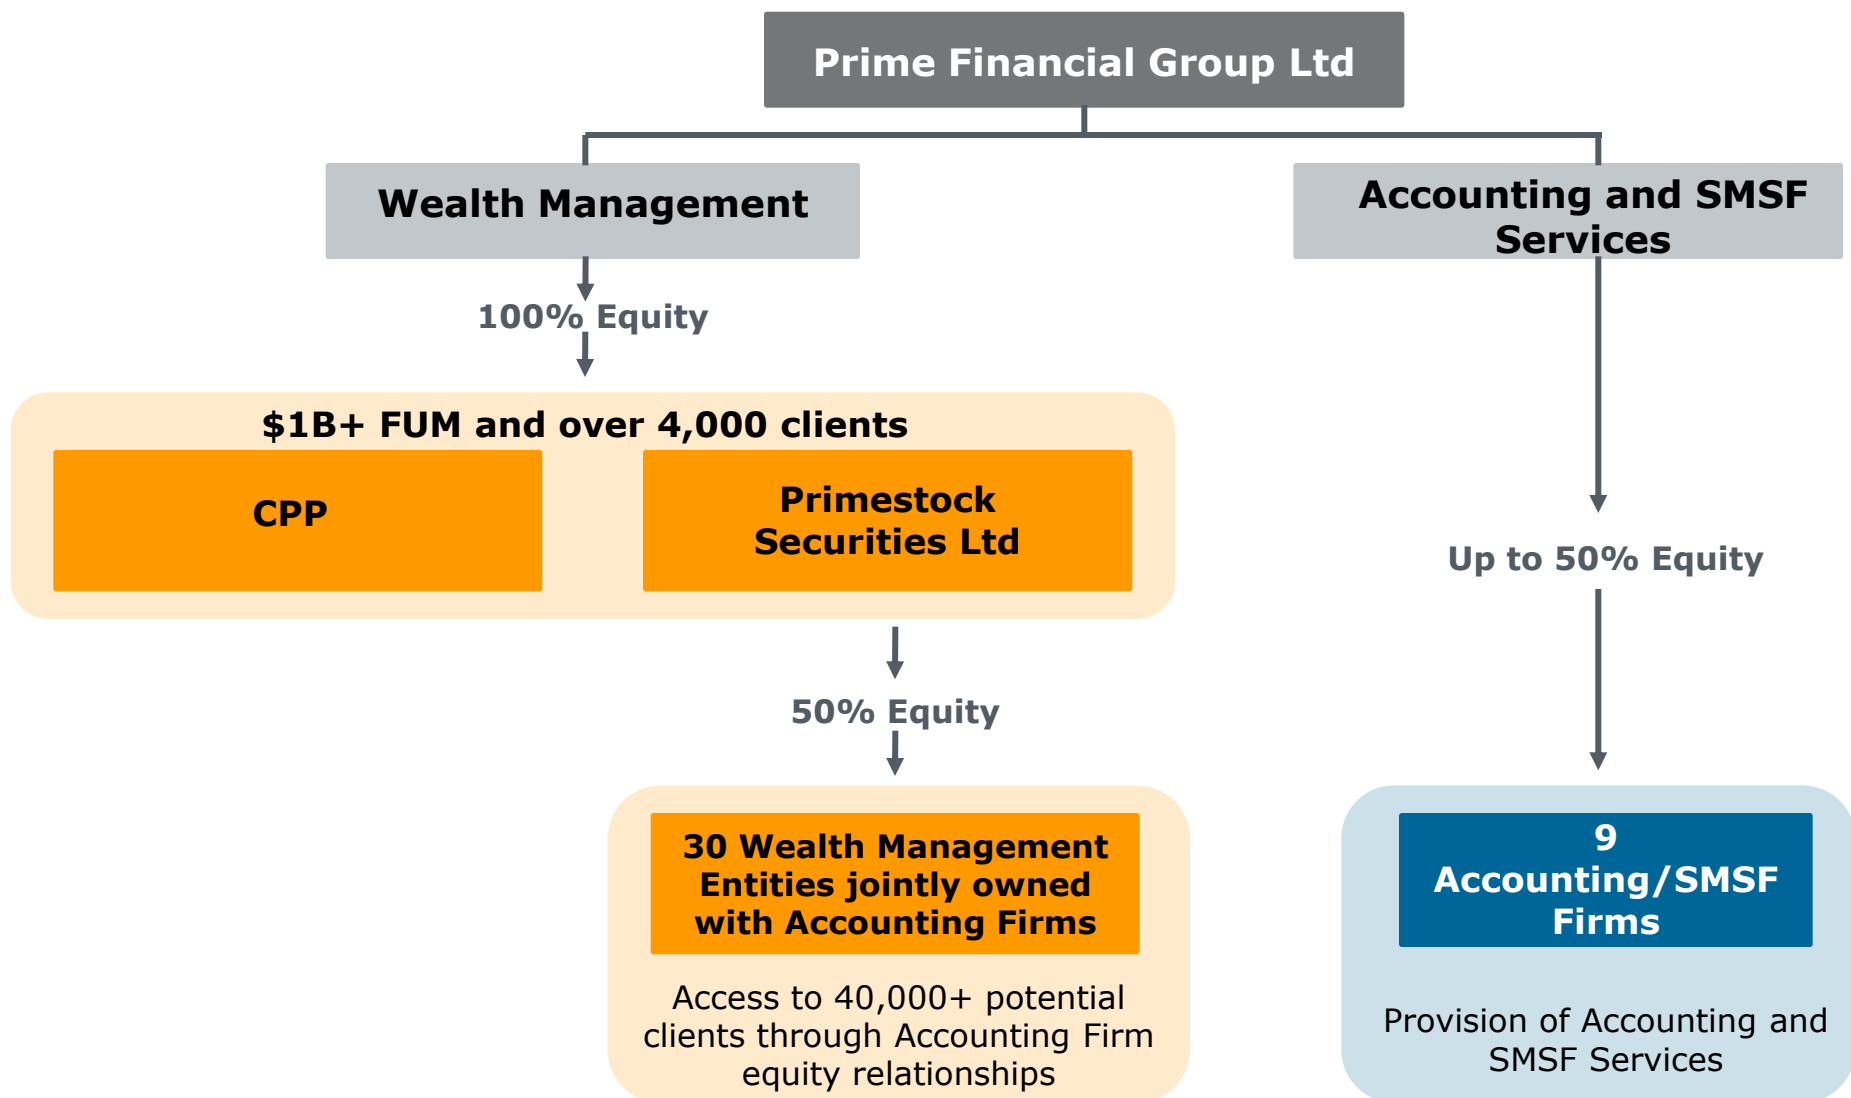 Prime Financial Group Ltd
Wealth Management
Accounting and SMSF
Services
100% Equity
$1B+ FUM and over 4,000 clients
CPP
Primestock
Securities Ltd
Up to 50% Equity
50% Equity
30 Wealth Management
Entities jointly owned
with Accounting Firms
Access to 40,000+ potential
clients through Accounting Firm
equity relationships
9
Accounting/SMSF
Firms
Provision of Accounting and
SMSF Services